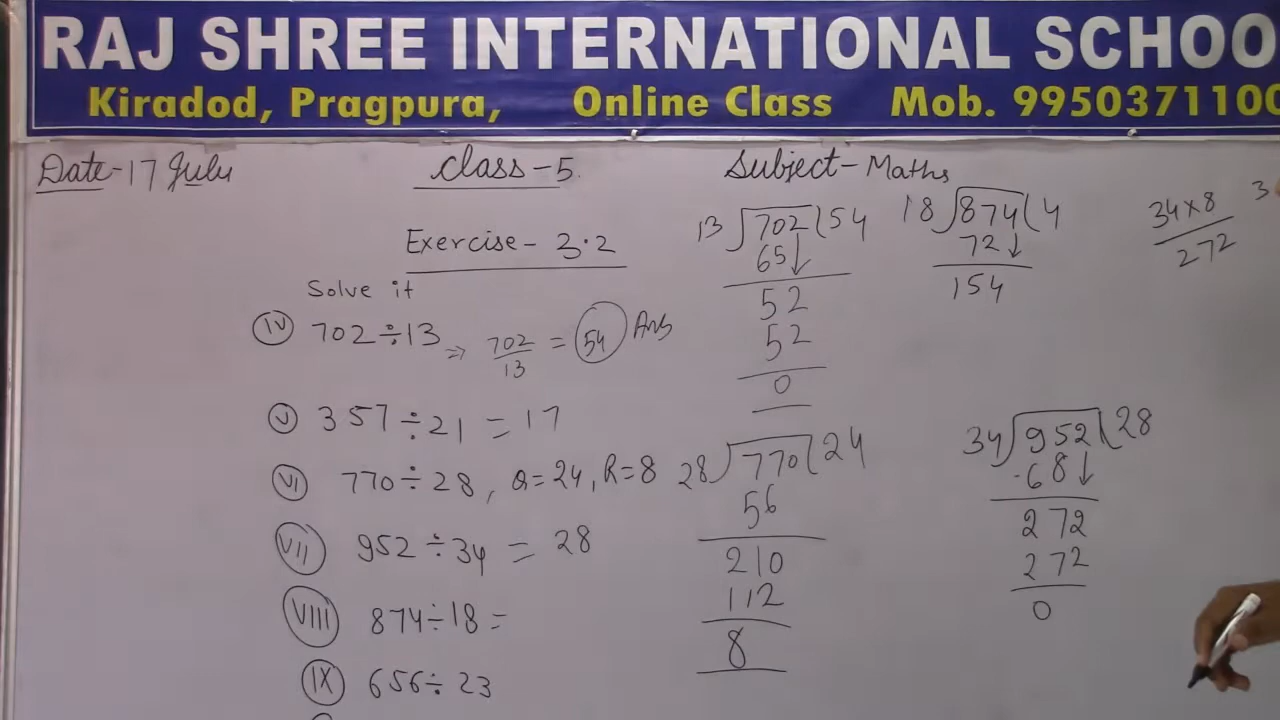 RAJ SHREE INTERNATIONAL SCHOO
Kiradod, Pragpura, Online Class Mob. 9950371100
Date-17 July Class-5. Subject-Maths
Exercise-3.2
Solve it
IV 702÷13 ⇒ 702/13 = 54 Ans
V 357÷21 = 17
VI 770÷28, Q=24, R=8
VII 952÷34 = 28
VIII 874÷18=
IX 656÷23
13)702(54
65↓
52
52
0
18)874(4
72↓
154
34×8
272
3
28)770(24
56
210
112
8
34)952(28
-68↓
272
272
0